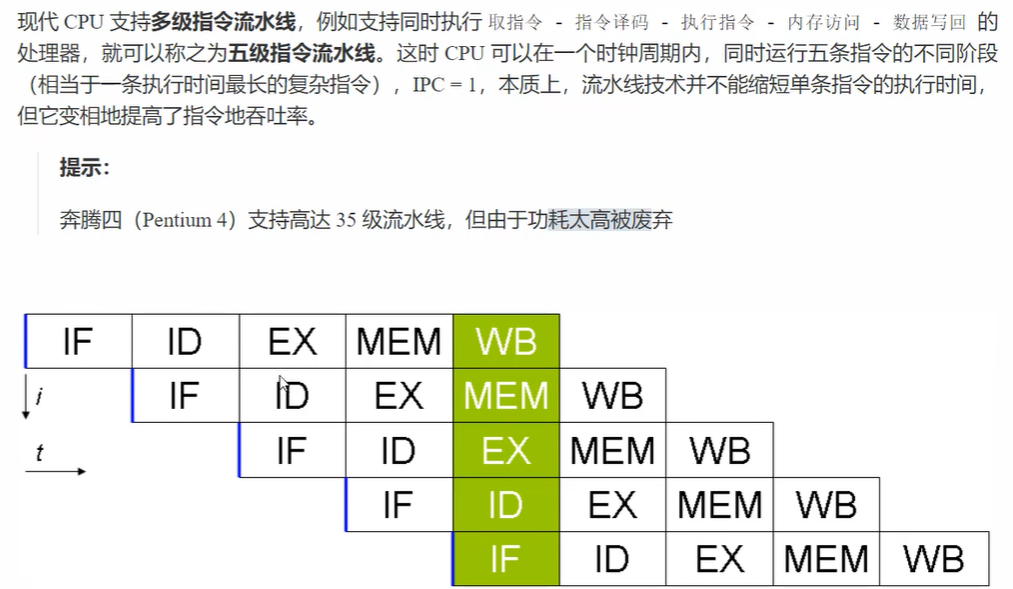 现代 CPU 支持多级指令流水线，例如支持同时执行 取指令 - 指令译码 - 执行指令 - 内存访问 - 数据写回 的
处理器，就可以称之为五级指令流水线。这时 CPU 可以在一个时钟周期内，同时运行五条指令的不同阶段
（相当于一条执行时间最长的复杂指令），IPC = 1，本质上，流水线技术并不能缩短单条指令的执行时间，
但它变相地提高了指令地吞吐率。
提示：
奔腾四（Pentium 4）支持高达 35 级流水线，但由于功耗太高被废弃
IF ID EX MEM WB
i IF ID EX MEM WB
t IF ID EX MEM WB
IF ID EX MEM WB
IF ID EX MEM WB